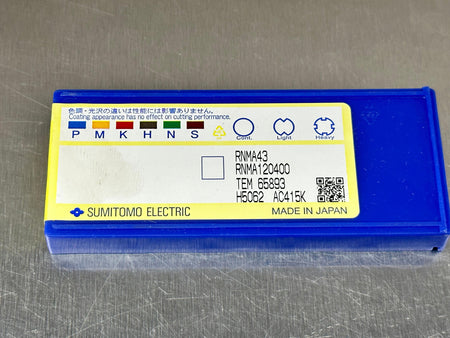 色調・光沢の違いは性能には影響ありません。
Coating appearance has no effect on cutting performance.
P M K H N S
Cont. Light Heavy
RNMA43
RNMA120400
TEM 65893
H5062 AC415K
SUMITOMO ELECTRIC
MADE IN JAPAN